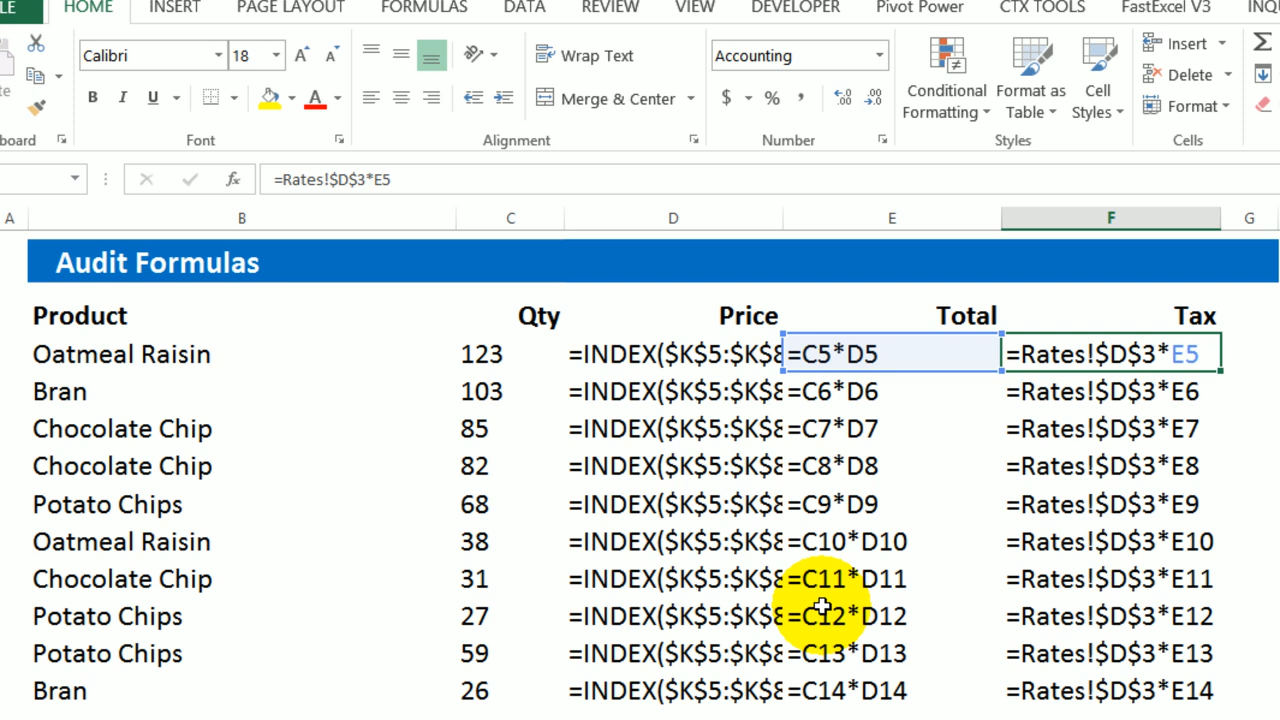 LE HOME INSERT PAGE LAYOUT FORMULAS DATA REVIEW VIEW DEVELOPER Pivot Power CTX TOOLS FastExcel V3 INQU
Calibri 18 Wrap Text Accounting Insert
Delete
B I U Merge & Center $ % , Conditional Format as Cell
Formatting Table Styles Format
board Font Alignment Number Styles Cells
fx =Rates!$D$3*E5
A B C D E F G
Audit Formulas
Product Qty Price Total Tax
Oatmeal Raisin 123 =INDEX($K$5:$K$8 =C5*D5 =Rates!$D$3*E5
Bran 103 =INDEX($K$5:$K$8 =C6*D6 =Rates!$D$3*E6
Chocolate Chip 85 =INDEX($K$5:$K$8 =C7*D7 =Rates!$D$3*E7
Chocolate Chip 82 =INDEX($K$5:$K$8 =C8*D8 =Rates!$D$3*E8
Potato Chips 68 =INDEX($K$5:$K$8 =C9*D9 =Rates!$D$3*E9
Oatmeal Raisin 38 =INDEX($K$5:$K$8 =C10*D10 =Rates!$D$3*E10
Chocolate Chip 31 =INDEX($K$5:$K$8 =C11*D11 =Rates!$D$3*E11
Potato Chips 27 =INDEX($K$5:$K$8 =C12*D12 =Rates!$D$3*E12
Potato Chips 59 =INDEX($K$5:$K$8 =C13*D13 =Rates!$D$3*E13
Bran 26 =INDEX($K$5:$K$8 =C14*D14 =Rates!$D$3*E14